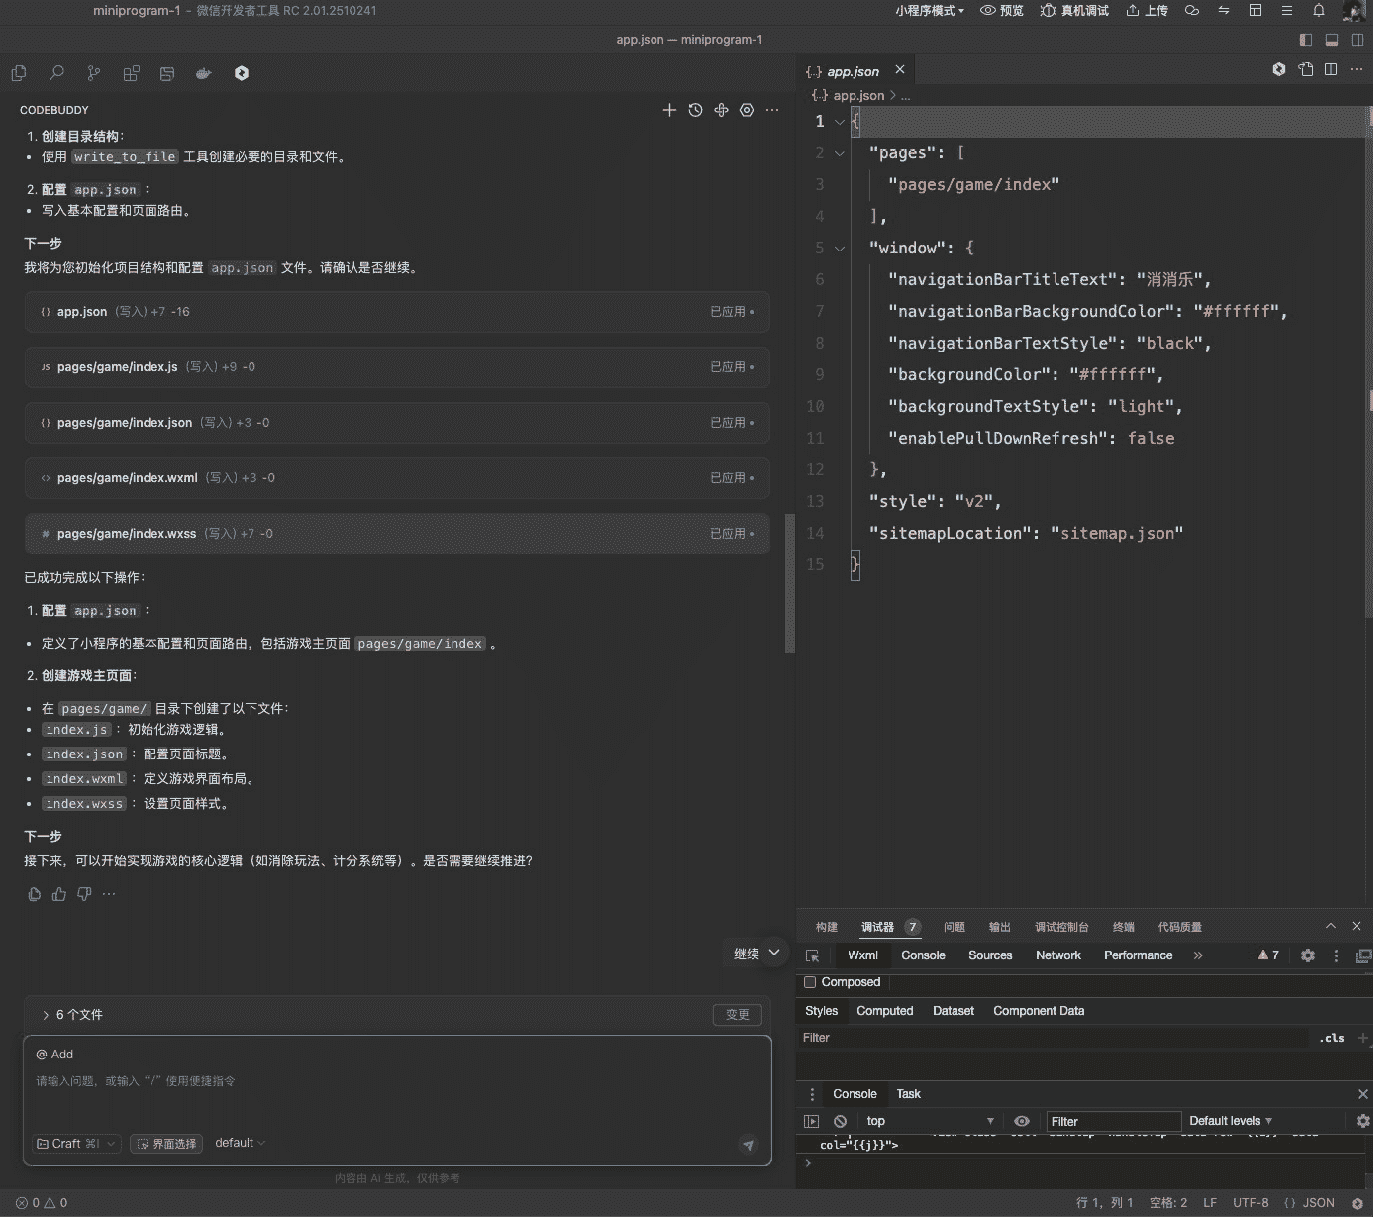 miniprogram-1 - 微信开发者工具 RC 2.01.2510241
小程序模式 预览 真机调试 上传
app.json — miniprogram-1
CODEBUDDY
1. 创建目录结构：
• 使用 write_to_file 工具创建必要的目录和文件。
2. 配置 app.json ：
• 写入基本配置和页面路由。
下一步
我将为您初始化项目结构和配置 app.json 文件。请确认是否继续。
{} app.json (写入) +7 -16 已应用
JS pages/game/index.js (写入) +9 -0 已应用
{} pages/game/index.json (写入) +3 -0 已应用
<> pages/game/index.wxml (写入) +3 -0 已应用
# pages/game/index.wxss (写入) +7 -0 已应用
已成功完成以下操作：
1. 配置 app.json ：
• 定义了小程序的基本配置和页面路由，包括游戏主页面 pages/game/index 。
2. 创建游戏主页面：
• 在 pages/game/ 目录下创建了以下文件：
• index.js ：初始化游戏逻辑。
• index.json ：配置页面标题。
• index.wxml ：定义游戏界面布局。
• index.wxss ：设置页面样式。
下一步
接下来，可以开始实现游戏的核心逻辑（如消除玩法、计分系统等）。是否需要继续推进？
继续
6 个文件 变更
@ Add
请输入问题，或输入 “/” 使用便捷指令
Craft ⌘I 界面选择 default
内容由 AI 生成，仅供参考
{..} app.json
{..} app.json > ...
1 {
2 "pages": [
3 "pages/game/index"
4 ],
5 "window": {
6 "navigationBarTitleText": "消消乐",
7 "navigationBarBackgroundColor": "#ffffff",
8 "navigationBarTextStyle": "black",
9 "backgroundColor": "#ffffff",
10 "backgroundTextStyle": "light",
11 "enablePullDownRefresh": false
12 },
13 "style": "v2",
14 "sitemapLocation": "sitemap.json"
15 }
构建 调试器 7 问题 输出 调试控制台 终端 代码质量
Wxml Console Sources Network Performance » 7
Composed
Styles Computed Dataset Component Data
Filter .cls +
Console Task
top Filter Default levels
col="{{j}}">
0 0 行 1，列 1 空格: 2 LF UTF-8 {} JSON